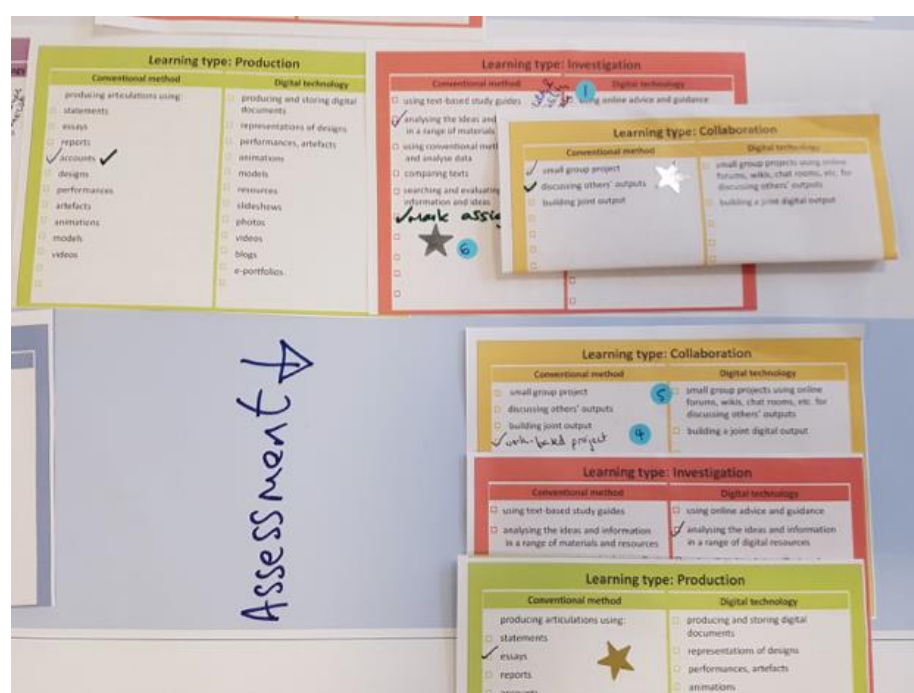 Learning type: Production
Conventional method
Digital technology
producing articulations using:
statements
essays
reports
accounts
designs
performances
artefacts
animations
models
videos
producing and storing digital
documents
representations of designs
performances, artefacts
animations
models
resources
slideshows
photos
videos
blogs
e-portfolios
Learning type: Investigation
Conventional method
Digital technology
using text-based study guides
analysing the ideas and
in a range of materials
using conventional meth
and analyse data
comparing texts
searching and evaluating
information and ideas
mark assig
6
1
using online advice and guidance
Learning type: Collaboration
Conventional method
Digital technology
small group project
discussing others' outputs
building joint output
small group projects using online
forums, wikis, chat rooms, etc. for
discussing others' outputs
building a joint digital output
Assessment
Learning type: Collaboration
Conventional method
Digital technology
small group project
discussing others' outputs
building joint output
work-based project
5
4
small group projects using online
forums, wikis, chat rooms, etc. for
discussing others' outputs
building a joint digital output
Learning type: Investigation
Conventional method
Digital technology
using text-based study guides
analysing the ideas and information
in a range of materials and resources
using online advice and guidance
analysing the ideas and information
in a range of digital resources
Learning type: Production
Conventional method
Digital technology
producing articulations using:
statements
essays
reports
accounts
producing and storing digital
documents
representations of designs
performances, artefacts
animations